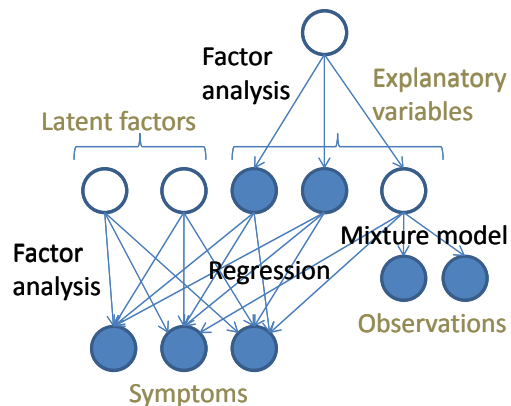 Factor
analysis
Explanatory
variables
Latent factors
Factor
analysis
Regression
Mixture model
Observations
Symptoms